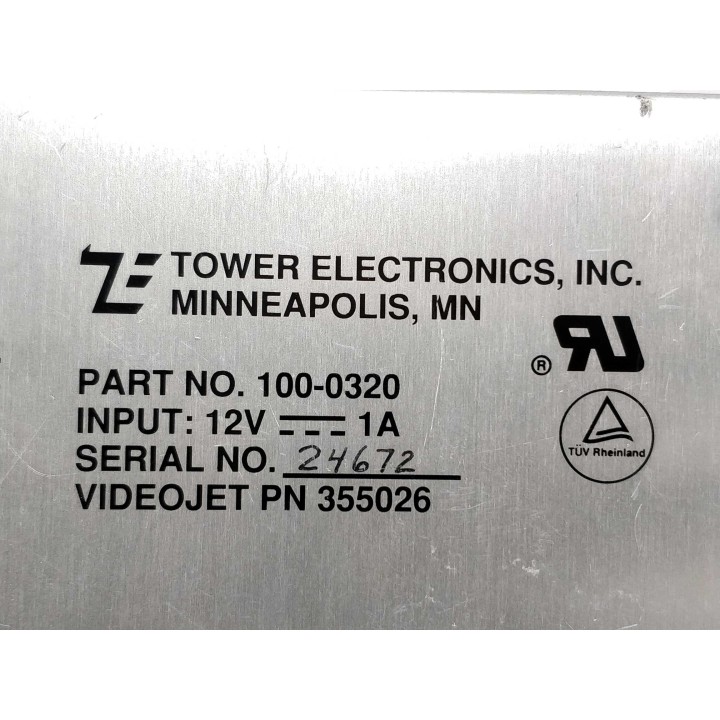 TOWER ELECTRONICS, INC.
MINNEAPOLIS, MN
PART NO. 100-0320
INPUT: 12V ⎓ 1A
SERIAL NO. 24672
VIDEOJET PN 355026
®
TÜV Rheinland